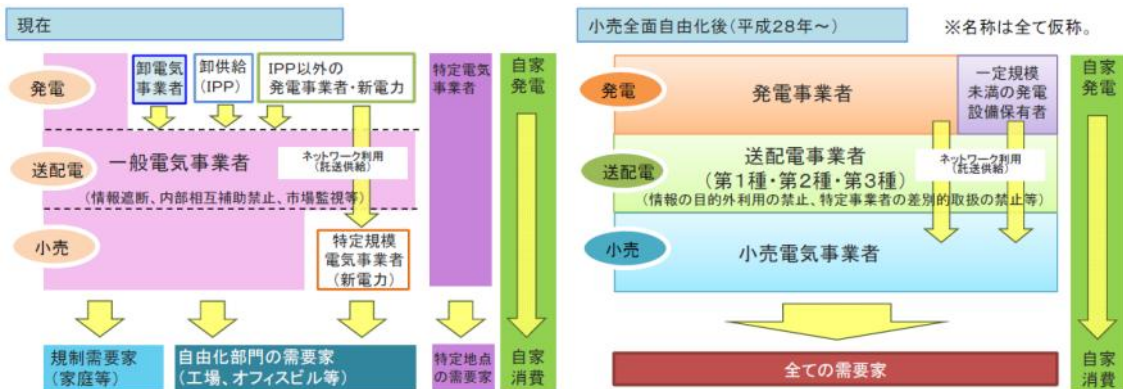 現在
発電
卸電気
事業者
卸供給
(IPP)
IPP以外の
発電事業者・新電力
特定電気
事業者
自家
発電
送配電
一般電気事業者
ネットワーク利用
(託送供給)
(情報遮断、内部相互補助禁止、市場監視等)
小売
特定規模
電気事業者
(新電力)
規制需要家
(家庭等)
自由化部門の需要家
(工場、オフィスビル等)
特定地点
の需要家
自家
消費
小売全面自由化後(平成28年~)
※名称は全て仮称。
発電
発電事業者
一定規模
未満の発電
設備保有者
自家
発電
送配電
送配電事業者
(第1種・第2種・第3種)
ネットワーク利用
(託送供給)
(情報の目的外利用の禁止、特定事業者の差別的取扱の禁止等)
小売
小売電気事業者
全ての需要家
自家
消費